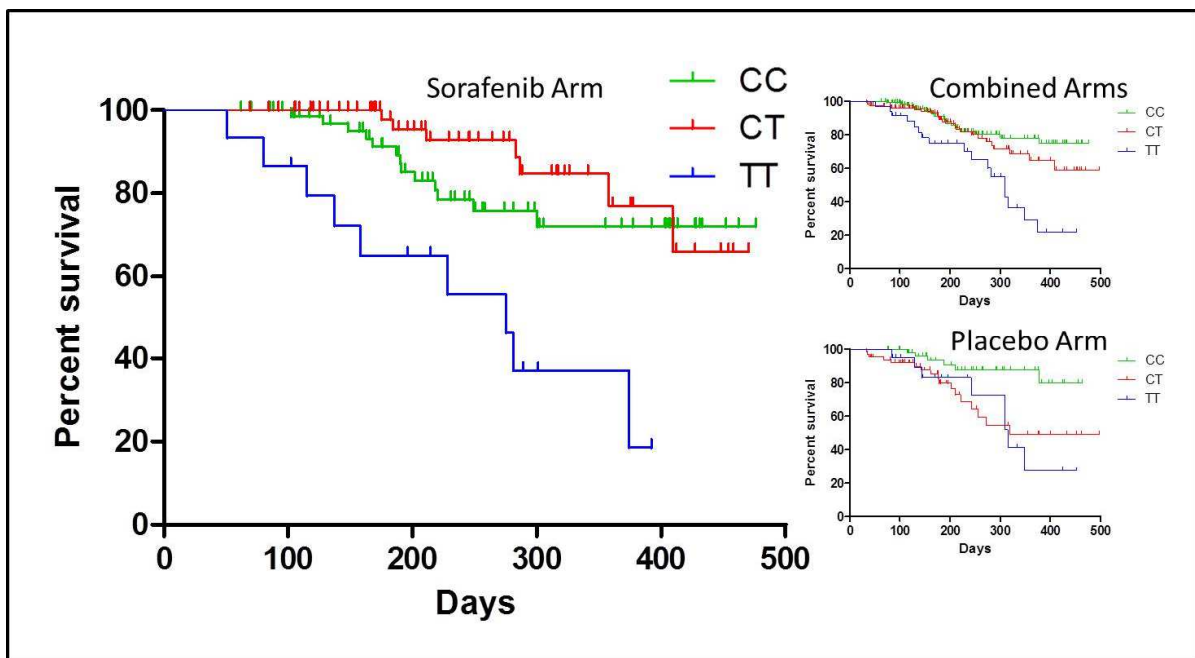 Sorafenib Arm
CC
CT
TT
Percent survival
100
80
60
40
20
0
0 100 200 300 400 500
Days
Combined Arms
CC
CT
TT
Percent survival
100
80
60
40
20
0
0 100 200 300 400 500
Days
Placebo Arm
CC
CT
TT
Percent survival
100
80
60
40
20
0
0 100 200 300 400 500
Days